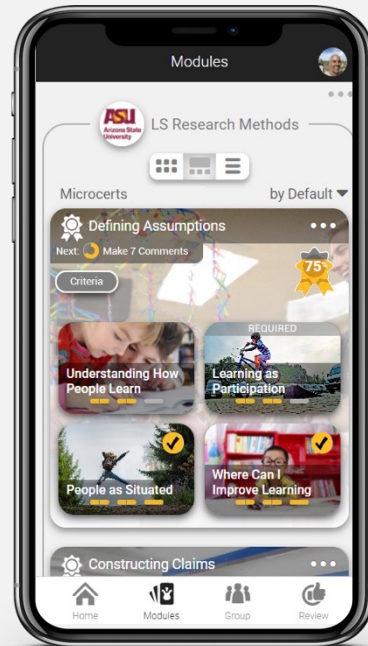 Modules
ASU
Arizona State
University
LS Research Methods
Microcerts
by Default
Defining Assumptions
Next:
Make 7 Comments
75
Criteria
Understanding How
People Learn
REQUIRED
Learning as
Participation
People as Situated
Where Can I
Improve Learning
Constructing Claims
Home
Modules
Group
Review